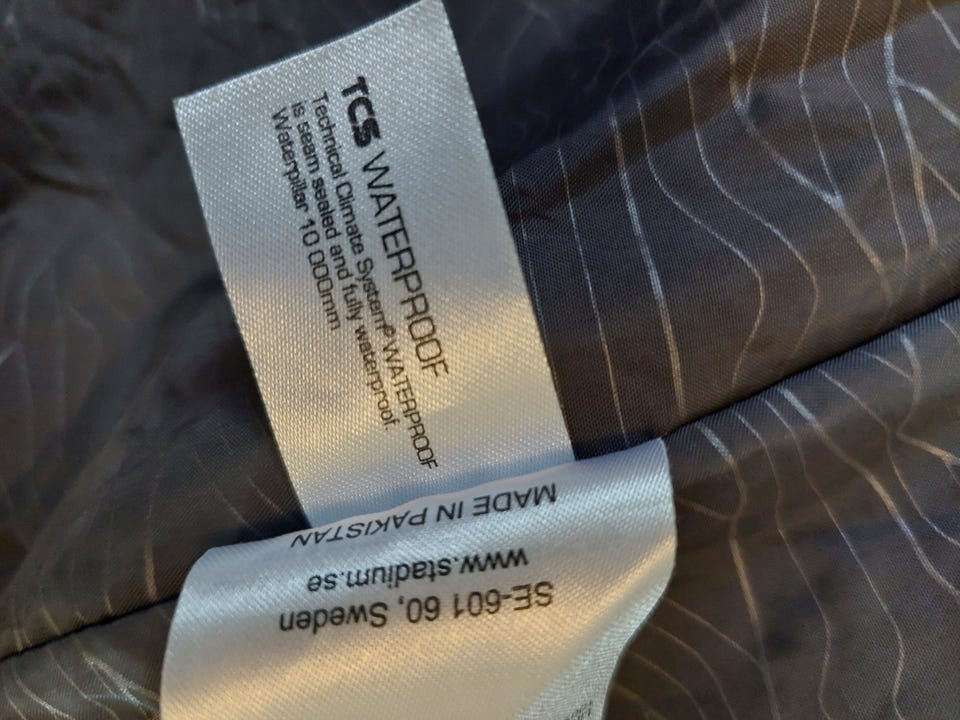 TCS WATERPROOF
Technical Climate System® WATERPROOF
is seam sealed and fully waterproof.
Waterpillar 10 000mm
SE-601 60, Sweden
www.stadium.se
MADE IN PAKISTAN